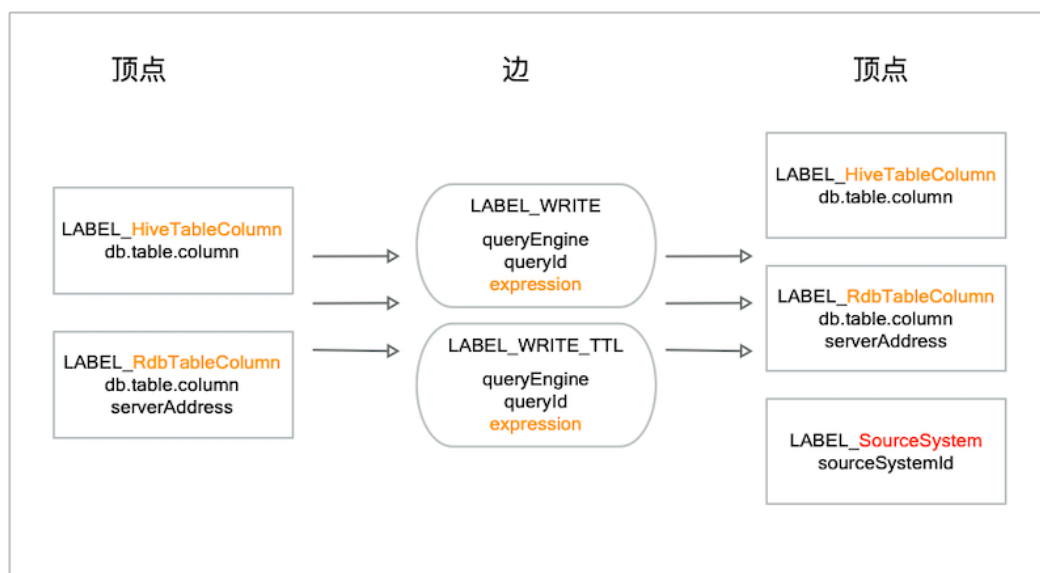 顶点
边
顶点
LABEL_HiveTableColumn
db.table.column
LABEL_RdbTableColumn
db.table.column
serverAddress
LABEL_WRITE
queryEngine
queryId
expression
LABEL_WRITE_TTL
queryEngine
queryId
expression
LABEL_HiveTableColumn
db.table.column
LABEL_RdbTableColumn
db.table.column
serverAddress
LABEL_SourceSystem
sourceSystemId